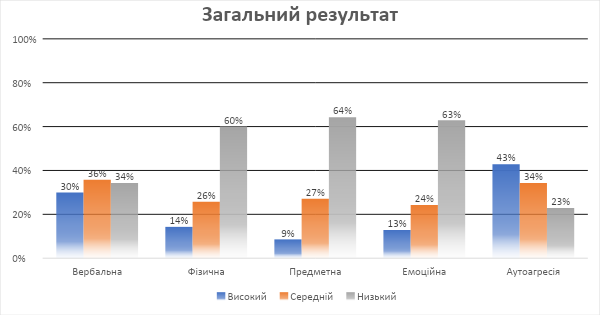 Загальний результат
100%
80%
60%
40%
20%
0%
30% 36% 34%
14% 26% 60%
9% 27% 64%
13% 24% 63%
43% 34% 23%
Вербальна Фізична Предметна Емоційна Аутоагресія
Високий Середній Низький